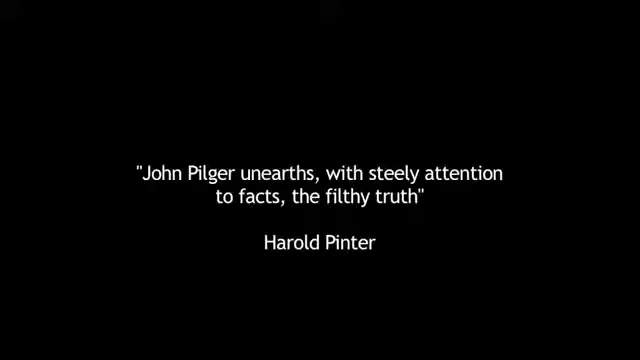 "John Pilger unearths, with steely attention
to facts, the filthy truth"
Harold Pinter